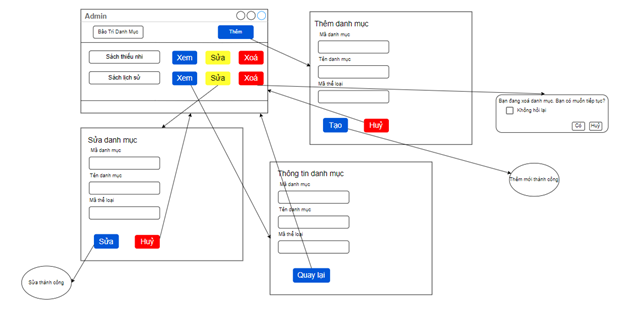 Admin
Bảo Trì Danh Mục
Thêm
Sách thiếu nhi
Xem
Sửa
Xoá
Sách lịch sử
Xem
Sửa
Xoá
Thêm danh mục
Mã danh mục
Tên danh mục
Mã thể loại
Tạo
Huỷ
Bạn đang xoá danh mục. Bạn có muốn tiếp tục?
Không hỏi lại
Có
Huỷ
Thêm mới thành công
Sửa danh mục
Mã danh mục
Tên danh mục
Mã thể loại
Sửa
Huỷ
Sửa thành công
Thông tin danh mục
Mã danh mục
Tên danh mục
Mã thể loại
Quay lại